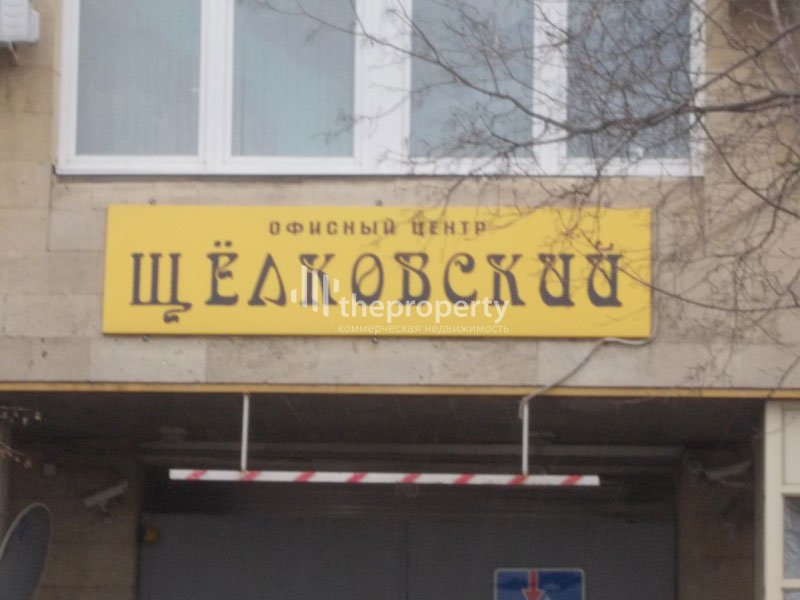 ОФИСНЫЙ ЦЕНТР
ЩЁЛКОВСКИЙ
theproperty
коммерческая недвижимость